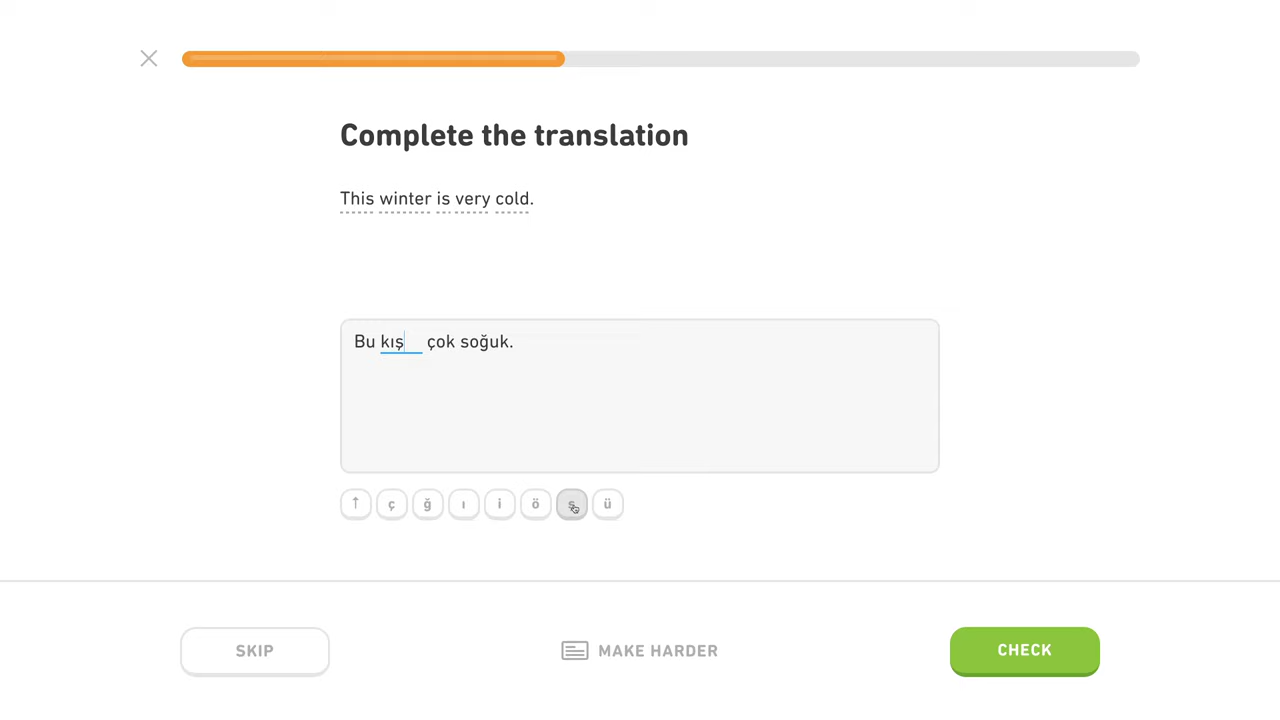 Complete the translation
This winter is very cold.
Bu kış çok soğuk.
↑ ç ğ ı i ö ş ü
SKIP
MAKE HARDER
CHECK